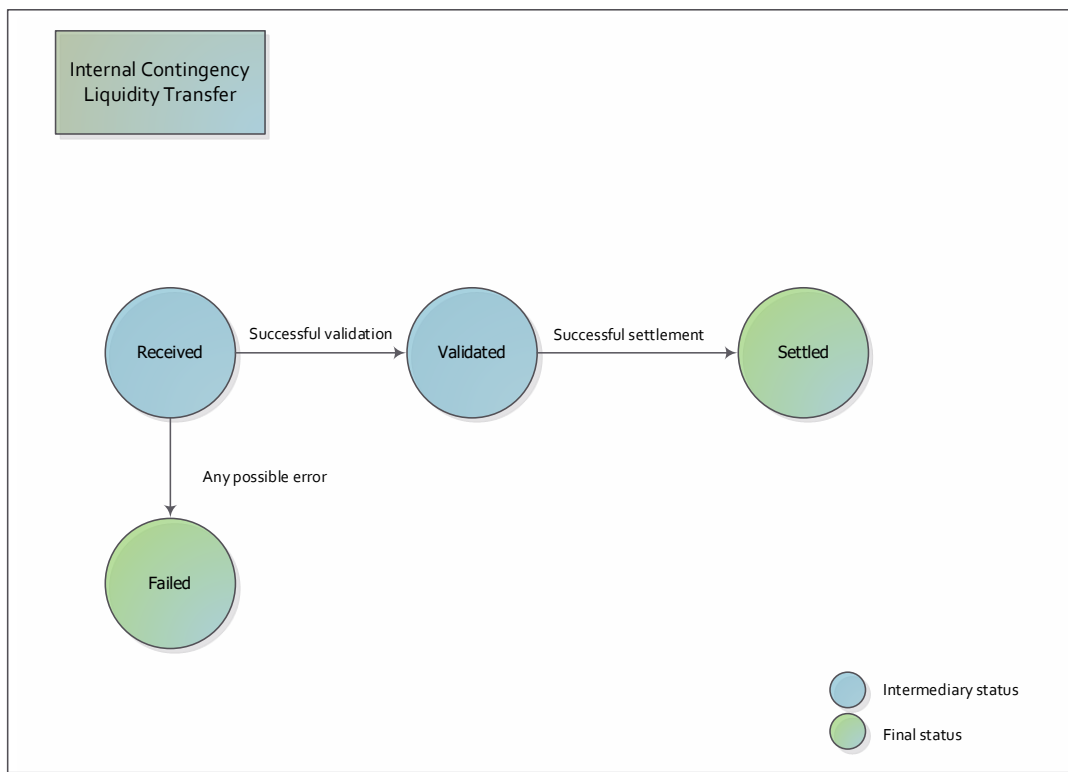 Internal Contingency
Liquidity Transfer
Received
Successful validation
Validated
Successful settlement
Settled
Any possible error
Failed
Intermediary status
Final status